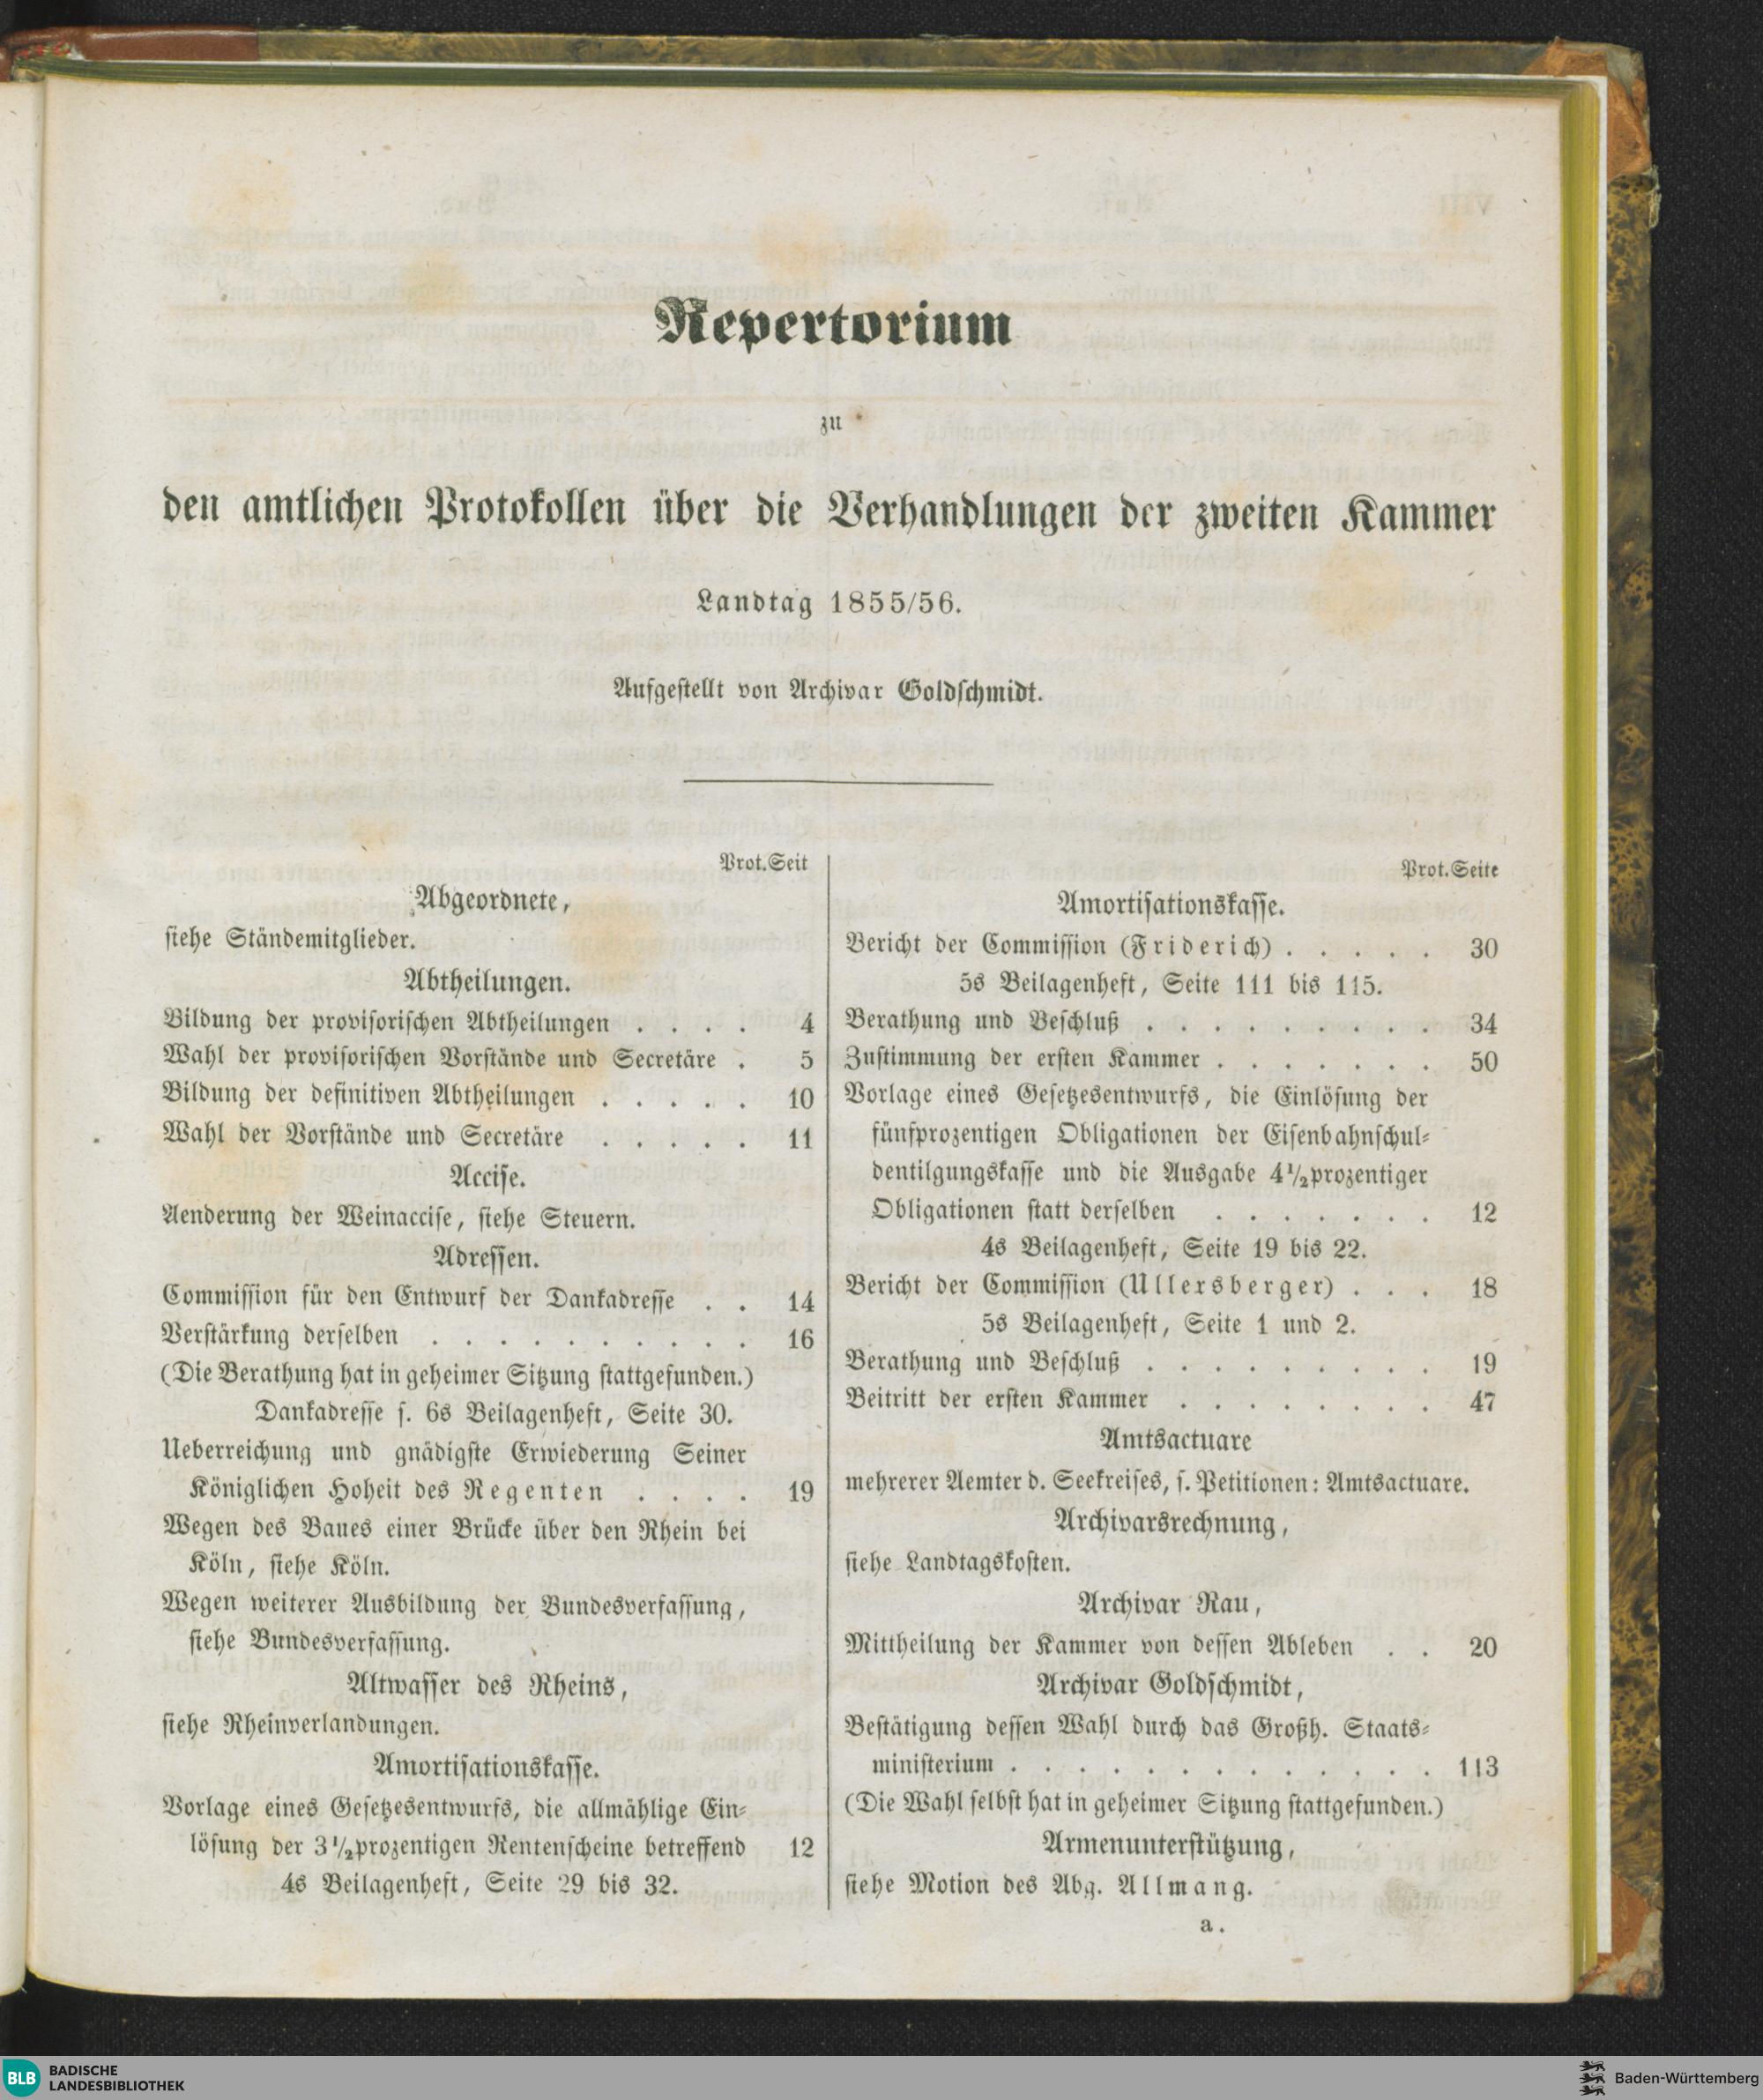 Repertorium
zu
den amtlichen Protokollen über die Verhandlungen der zweiten Kammer
Landtag 1855/56.
Aufgestellt von Archivar Goldschmidt.
Prot.Seit
Abgeordnete,
siehe Ständemitglieder.
Abtheilungen.
Bildung der provisorischen Abtheilungen . . . . 4
Wahl der provisorischen Vorstände und Secretäre . 5
Bildung der definitiven Abtheilungen . . . . . 10
Wahl der Vorstände und Secretäre . . . . . 11
Accise.
Aenderung der Weinaccise, siehe Steuern.
Adressen.
Commission für den Entwurf der Dankadresse . . 14
Verstärkung derselben . . . . . . . . . . 16
(Die Berathung hat in geheimer Sitzung stattgefunden.)
Dankadresse s. 6s Beilagenheft, Seite 30.
Ueberreichung und gnädigste Erwiederung Seiner
Königlichen Hoheit des Regenten . . . . 19
Wegen des Baues einer Brücke über den Rhein bei
Köln, siehe Köln.
Wegen weiterer Ausbildung der Bundesverfassung,
siehe Bundesverfassung.
Altwasser des Rheins,
siehe Rheinverlandungen.
Amortisationskasse.
Vorlage eines Gesetzesentwurfs, die allmählige Ein-
lösung der 3½prozentigen Rentenscheine betreffend 12
4s Beilagenheft, Seite 29 bis 32.
Prot.Seite
Amortisationskasse.
Bericht der Commission (Friderich) . . . . . 30
5s Beilagenheft, Seite 111 bis 115.
Berathung und Beschluß . . . . . . . . . 34
Zustimmung der ersten Kammer . . . . . . . 50
Vorlage eines Gesetzesentwurfs, die Einlösung der
fünfprozentigen Obligationen der Eisenbahnschul-
dentilgungskasse und die Ausgabe 4½prozentiger
Obligationen statt derselben . . . . . . . 12
4s Beilagenheft, Seite 19 bis 22.
Bericht der Commission (Ullersberger) . . . 18
5s Beilagenheft, Seite 1 und 2.
Berathung und Beschluß . . . . . . . . . 19
Beitritt der ersten Kammer . . . . . . . . 47
Amtsactuare
mehrerer Aemter d. Seekreises, s. Petitionen: Amtsactuare.
Archivarsrechnung,
siehe Landtagskosten.
Archivar Rau,
Mittheilung der Kammer von dessen Ableben . . 20
Archivar Goldschmidt,
Bestätigung dessen Wahl durch das Großh. Staats-
ministerium . . . . . . . . . . . . . . . 113
(Die Wahl selbst hat in geheimer Sitzung stattgefunden.)
Armenunterstützung,
siehe Motion des Abg. Allmang.
a.
BLB BADISCHE
LANDESBIBLIOTHEK
Baden-Württemberg